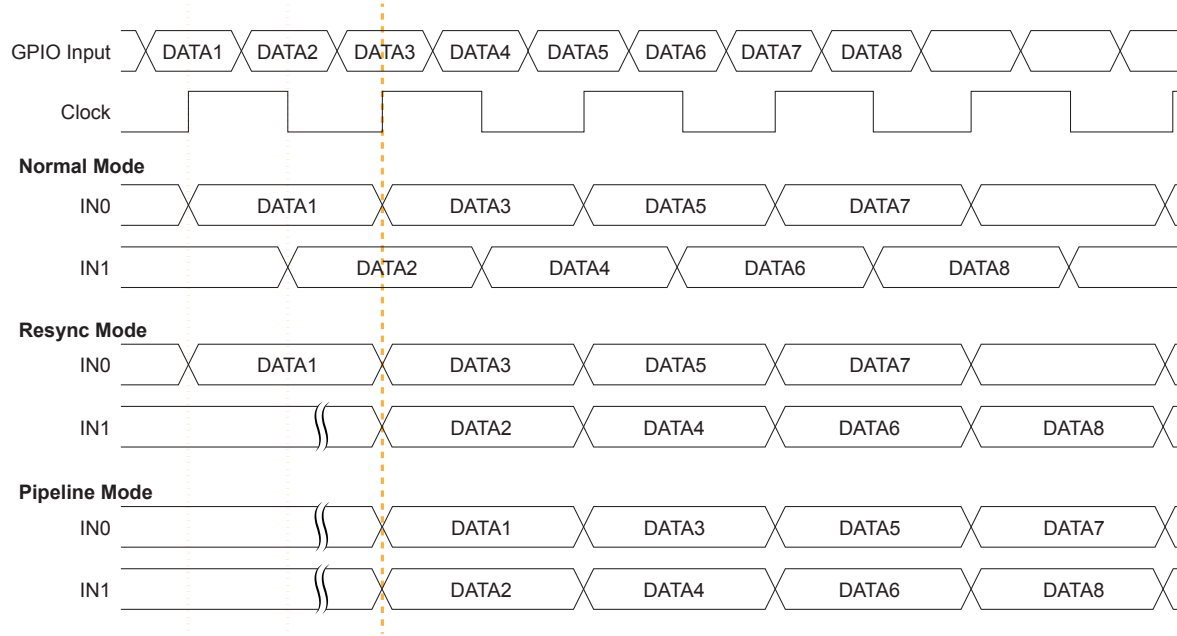 GPIO Input DATA1 DATA2 DATA3 DATA4 DATA5 DATA6 DATA7 DATA8
Clock
Normal Mode
IN0 DATA1 DATA3 DATA5 DATA7
IN1 DATA2 DATA4 DATA6 DATA8
Resync Mode
IN0 DATA1 DATA3 DATA5 DATA7
IN1 DATA2 DATA4 DATA6 DATA8
Pipeline Mode
IN0 DATA1 DATA3 DATA5 DATA7
IN1 DATA2 DATA4 DATA6 DATA8